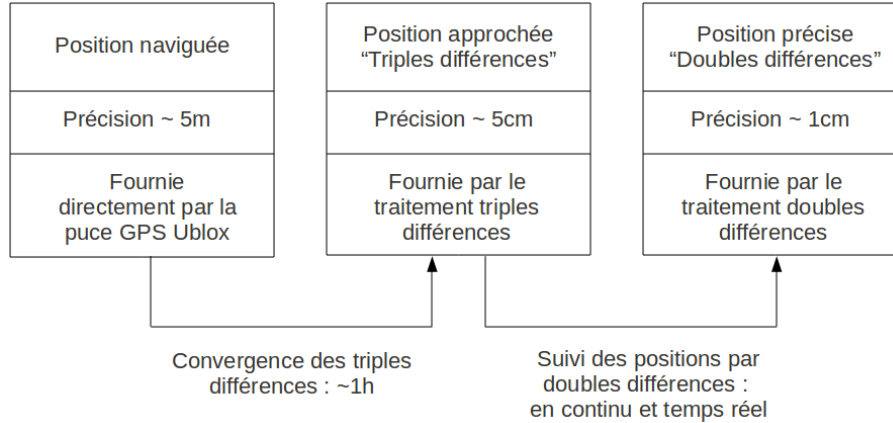 Position naviguée
Précision ~ 5m
Fournie
directement par la
puce GPS Ublox
Position approchée
“Triples différences”
Précision ~ 5cm
Fournie par le
traitement triples
différences
Position précise
“Doubles différences”
Précision ~ 1cm
Fournie par le
traitement doubles
différences
Convergence des triples
différences : ~1h
Suivi des positions par
doubles différences :
en continu et temps réel